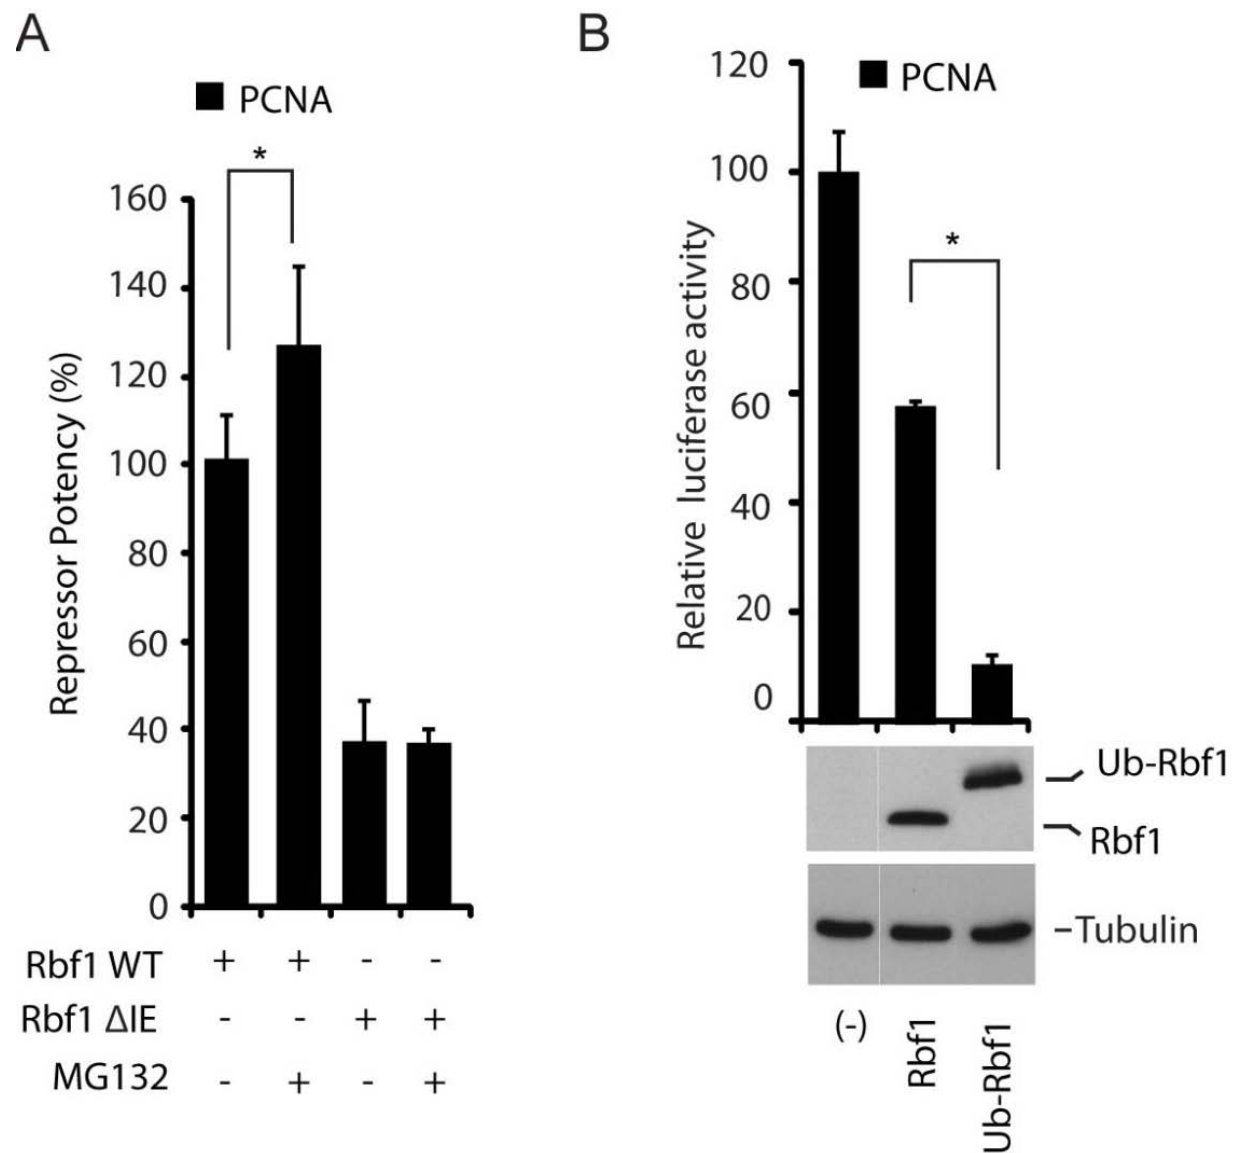 A
PCNA
*
160
140
120
100
80
60
40
20
0
Repressor Potency (%)
Rbf1 WT + + - -
Rbf1 ΔIE - - + +
MG132 - + - +
B
PCNA
*
120
100
80
60
40
20
0
Relative luciferase activity
Ub-Rbf1
Rbf1
Tubulin
(-)
Rbf1
Ub-Rbf1